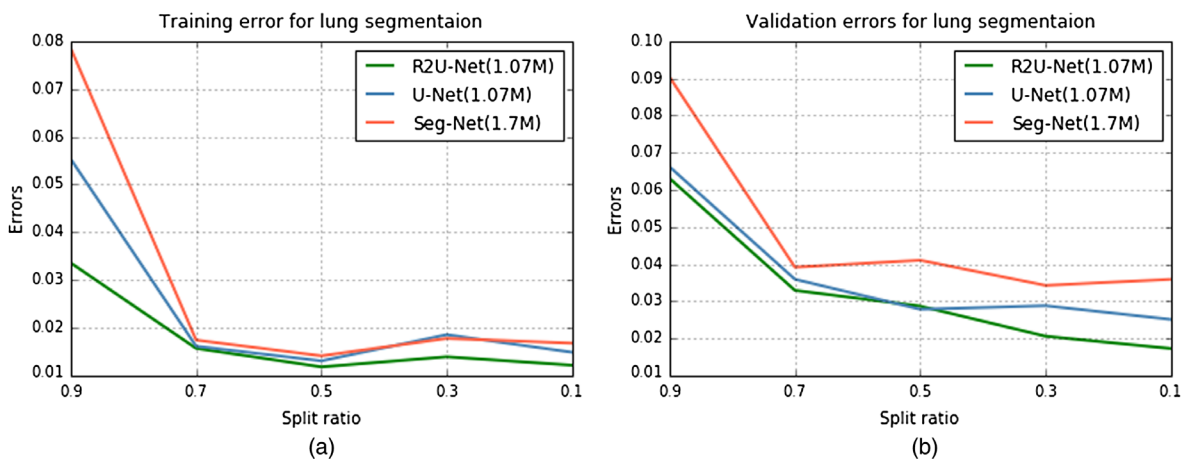 Training error for lung segmentaion
0.08
0.07
0.06
0.05
0.04
0.03
0.02
0.01
Errors
R2U-Net(1.07M)
U-Net(1.07M)
Seg-Net(1.7M)
0.9 0.7 0.5 0.3 0.1
Split ratio
(a)
Validation errors for lung segmentaion
0.10
0.09
0.08
0.07
0.06
0.05
0.04
0.03
0.02
0.01
Errors
R2U-Net(1.07M)
U-Net(1.07M)
Seg-Net(1.7M)
0.9 0.7 0.5 0.3 0.1
Split ratio
(b)